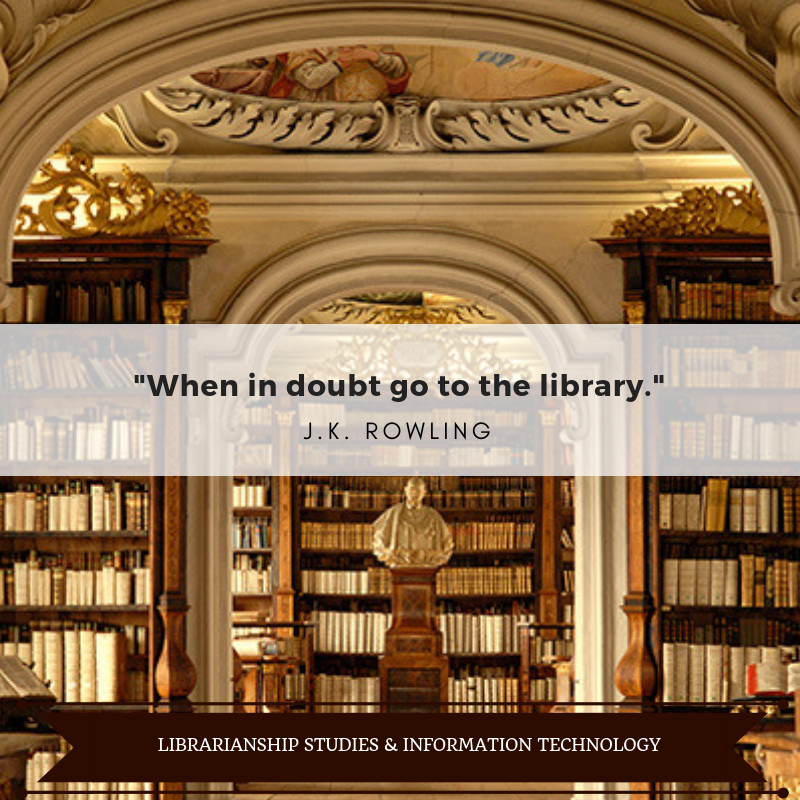 "When in doubt go to the library."
J.K. ROWLING
LIBRARIANSHIP STUDIES & INFORMATION TECHNOLOGY